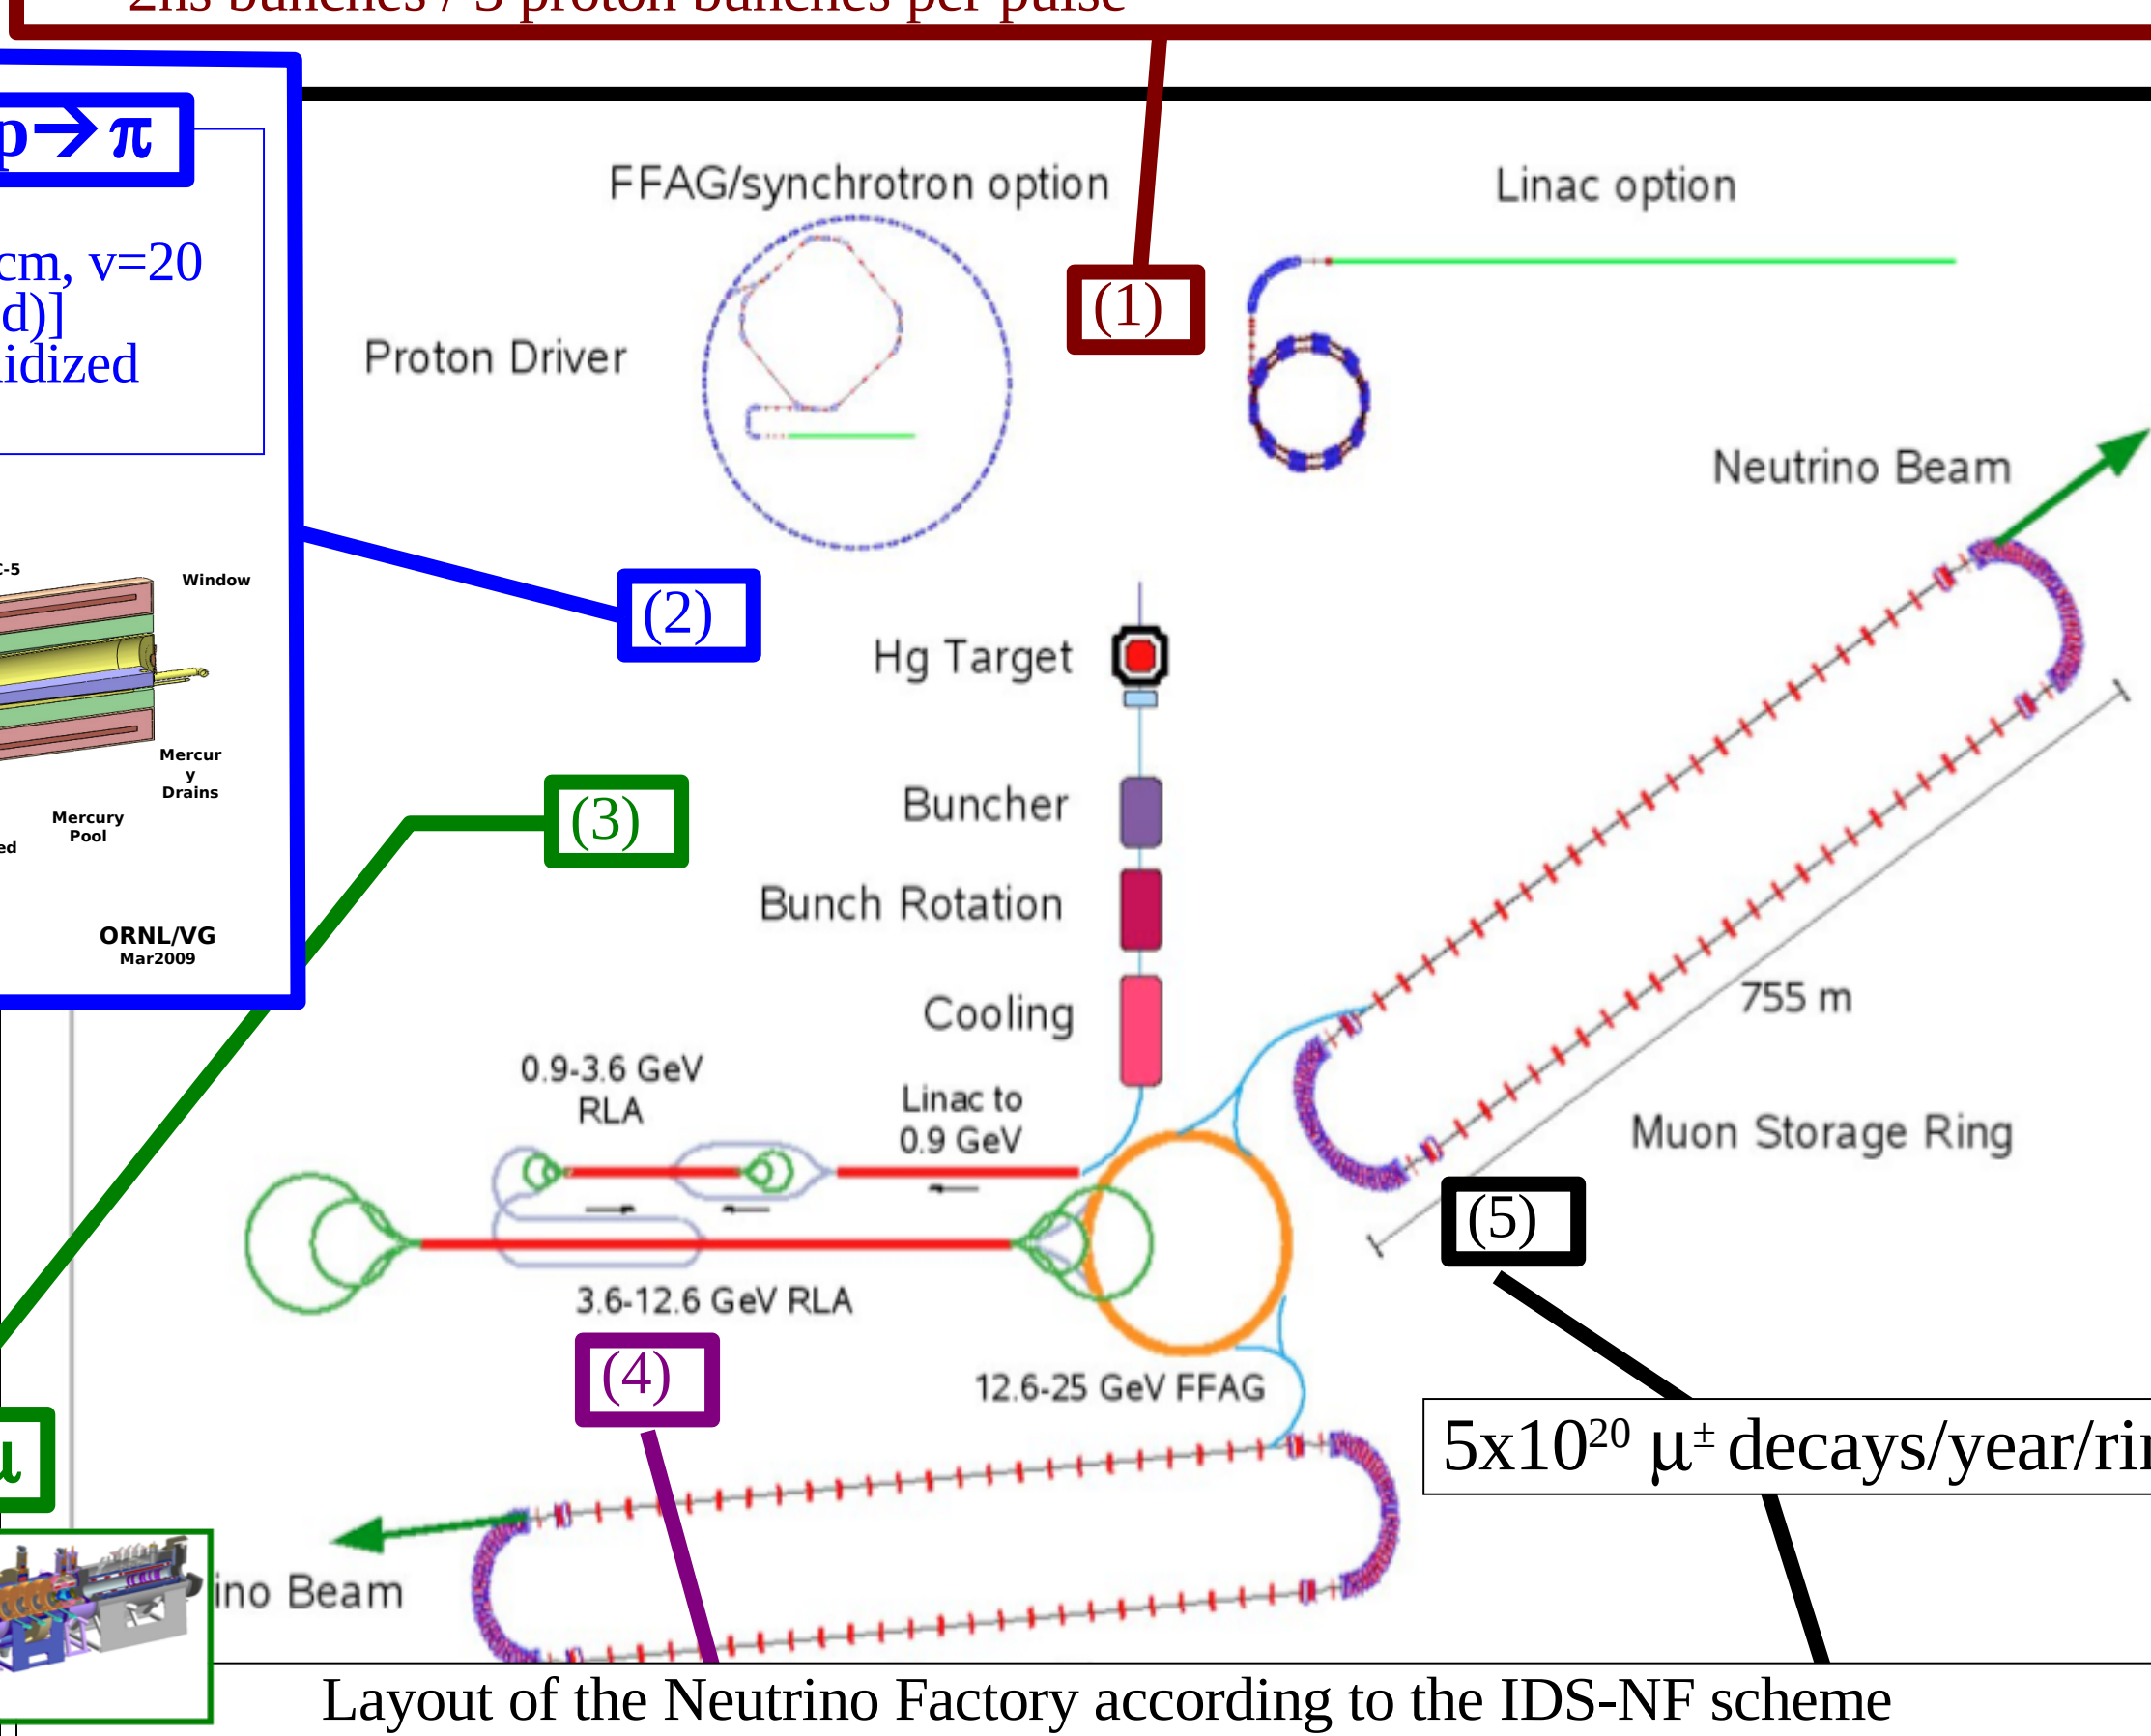 2ns bunches / 3 proton bunches per pulse
p→π
cm, v=20
d)]
idized
C-5
Window
Mercur
y
Drains
Mercury
Pool
ed
ORNL/VG
Mar2009
FFAG/synchrotron option
Linac option
(1)
Proton Driver
Neutrino Beam
(2)
Hg Target
(3)
Buncher
Bunch Rotation
Cooling
755 m
0.9-3.6 GeV
RLA
Linac to
0.9 GeV
Muon Storage Ring
(5)
3.6-12.6 GeV RLA
(4)
12.6-25 GeV FFAG
5x10²⁰ μ± decays/year/rin
μ
ino Beam
Layout of the Neutrino Factory according to the IDS-NF scheme